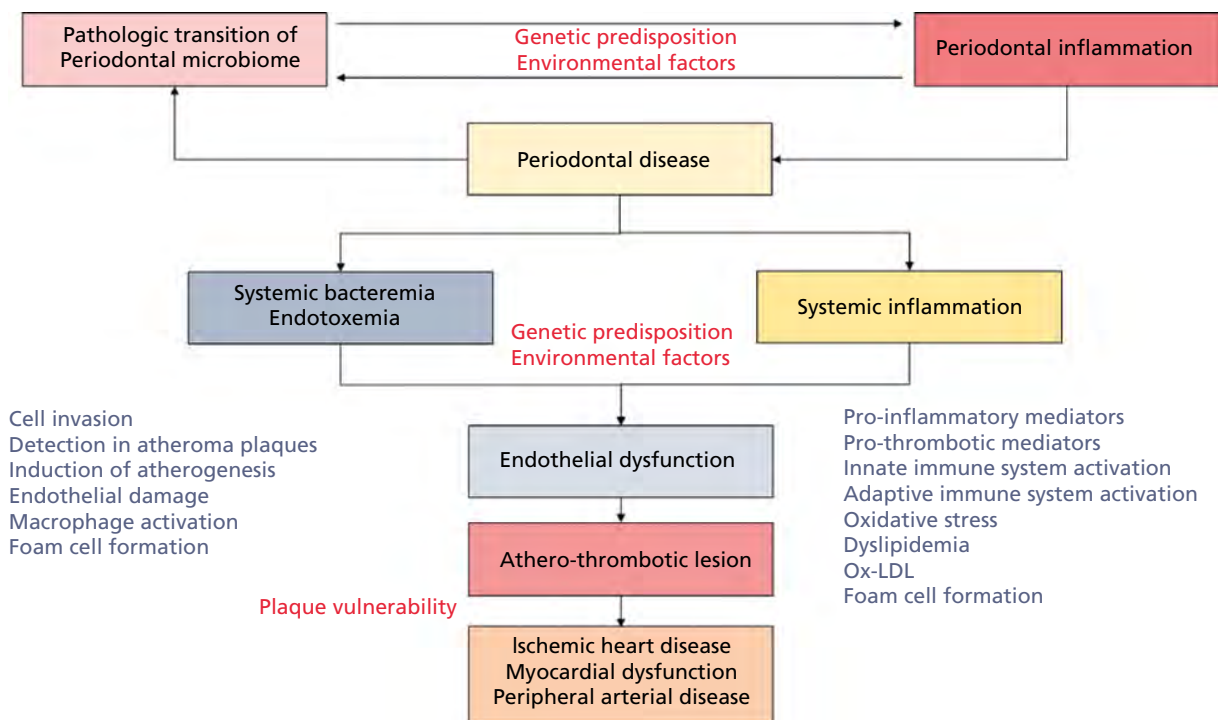 Pathologic transition of
Periodontal microbiome
Genetic predisposition
Environmental factors
Periodontal inflammation
Periodontal disease
Systemic bacteremia
Endotoxemia
Systemic inflammation
Genetic predisposition
Environmental factors
Cell invasion
Detection in atheroma plaques
Induction of atherogenesis
Endothelial damage
Macrophage activation
Foam cell formation
Endothelial dysfunction
Pro-inflammatory mediators
Pro-thrombotic mediators
Innate immune system activation
Adaptive immune system activation
Oxidative stress
Dyslipidemia
Ox-LDL
Foam cell formation
Athero-thrombotic lesion
Plaque vulnerability
Ischemic heart disease
Myocardial dysfunction
Peripheral arterial disease